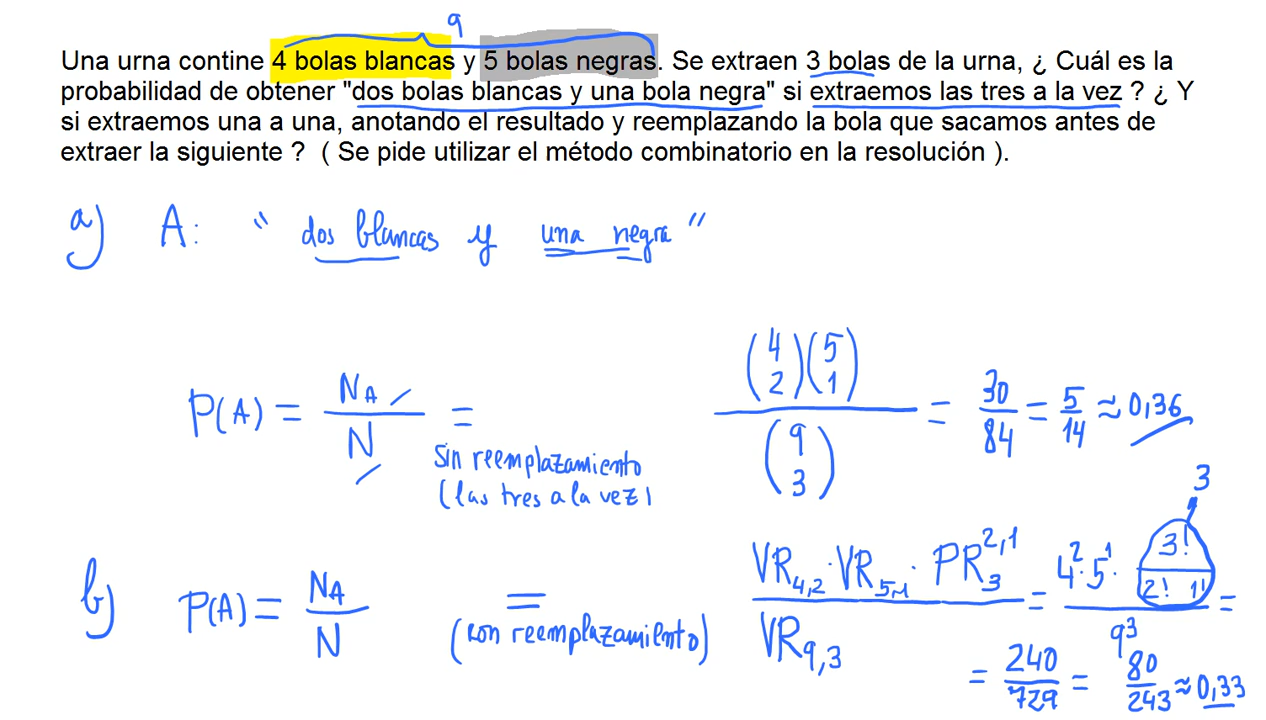 9
Una urna contine 4 bolas blancas y 5 bolas negras. Se extraen 3 bolas de la urna, ¿ Cuál es la
probabilidad de obtener "dos bolas blancas y una bola negra" si extraemos las tres a la vez ? ¿ Y
si extraemos una a una, anotando el resultado y reemplazando la bola que sacamos antes de
extraer la siguiente ? ( Se pide utilizar el método combinatorio en la resolución ).
a) A: " dos blancas y una negra "
P(A) = N_A / N = (4 2)(5 1) / (9 3) = 30/84 = 5/14 ≈ 0,36
sin reemplazamiento
(las tres a la vez)
3
b) P(A) = N_A / N = VR_4,2 · VR_5,1 · PR_3^2,1 / VR_9,3 = 4^2 · 5^1 · 3! / 2! 1! / 9^3 =
(con reemplazamiento)
= 240/729 = 80/243 ≈ 0,33